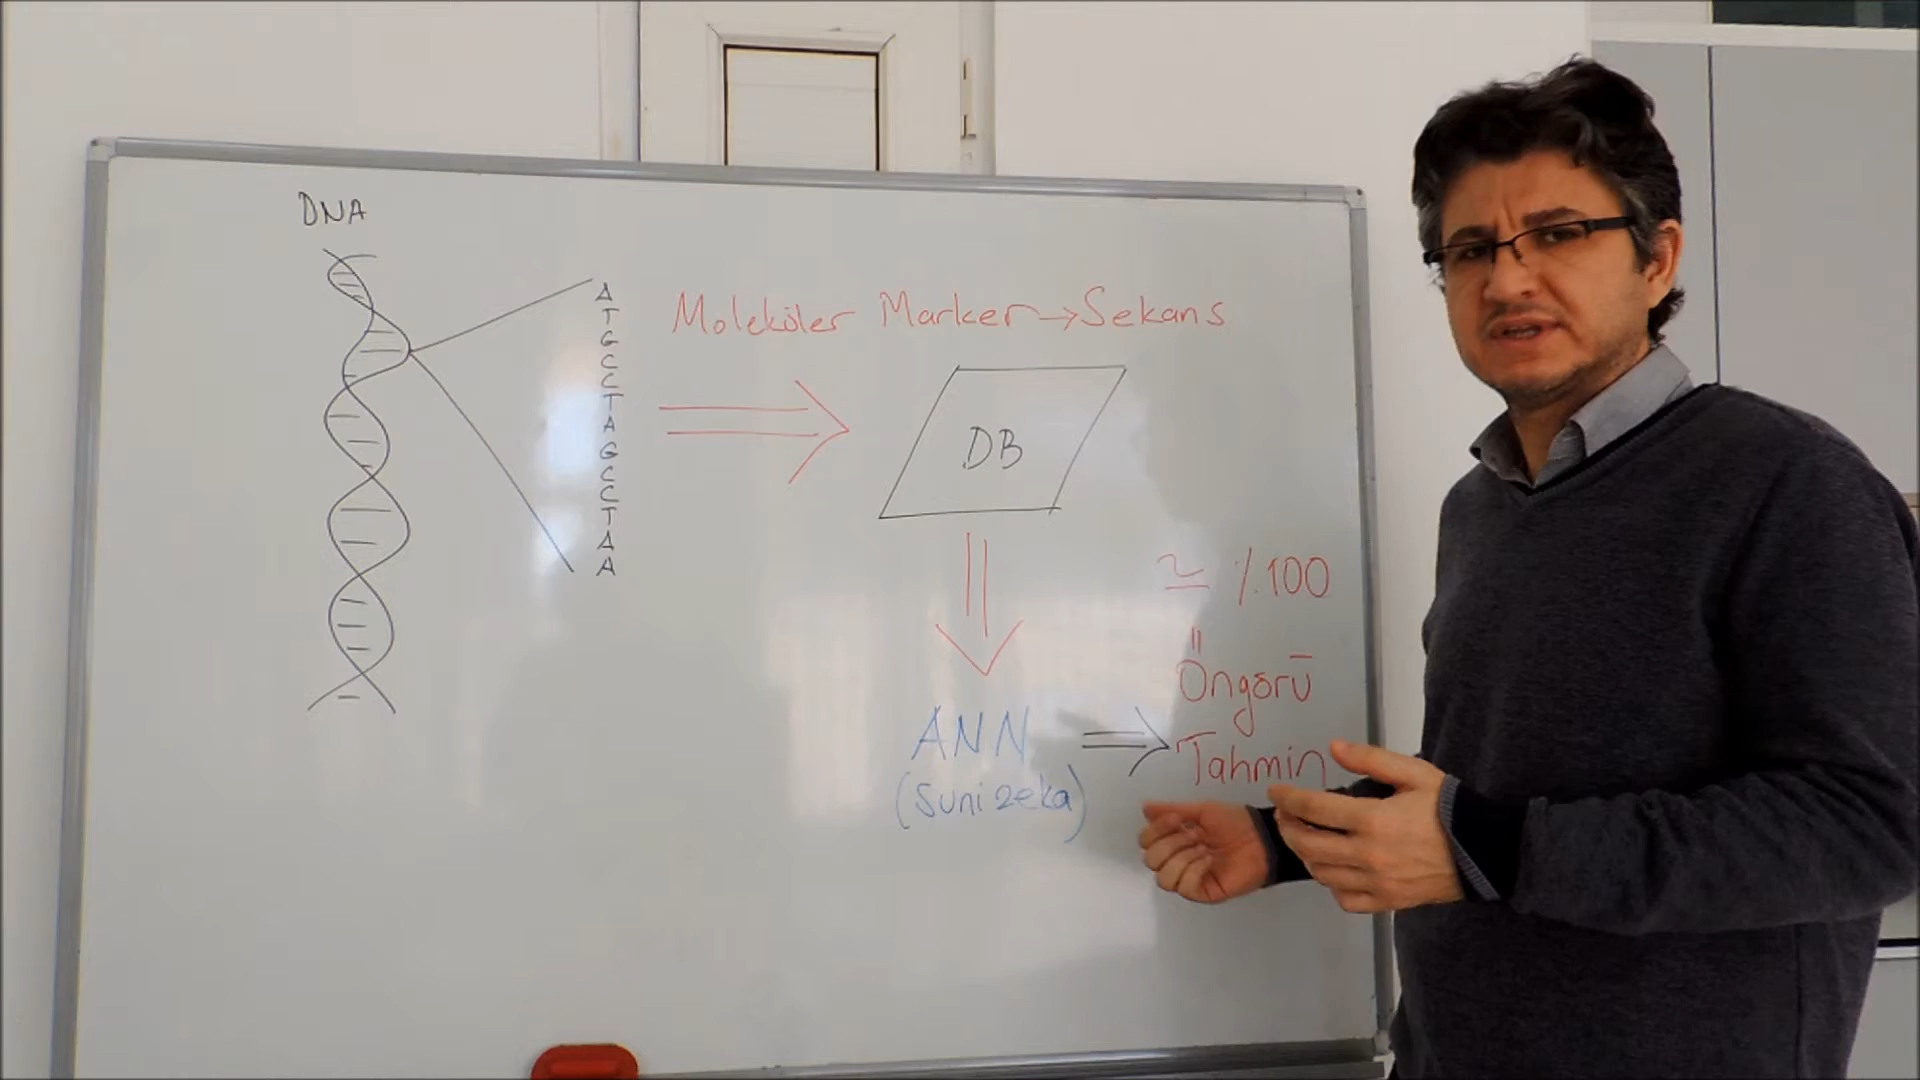 DNA
A
T
G
C
C
T
A
G
C
C
T
A
A
Moleküler Marker→Sekans
DB
ANN
(Suni zeka)
≃ %100
Öngörü
Tahmin